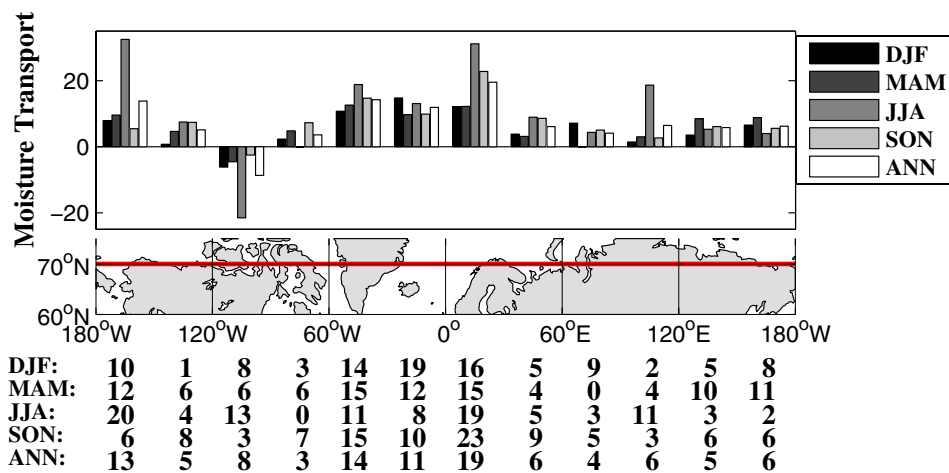 Moisture Transport
20
0
−20
DJF
MAM
JJA
SON
ANN
70°N
60°N
180°W 120°W 60°W 0° 60°E 120°E 180°W
DJF: 10 1 8 3 14 19 16 5 9 2 5 8
MAM: 12 6 6 6 15 12 15 4 0 4 10 11
JJA: 20 4 13 0 11 8 19 5 3 11 3 2
SON: 6 8 3 7 15 10 23 9 5 3 6 6
ANN: 13 5 8 3 14 11 19 6 4 6 5 6